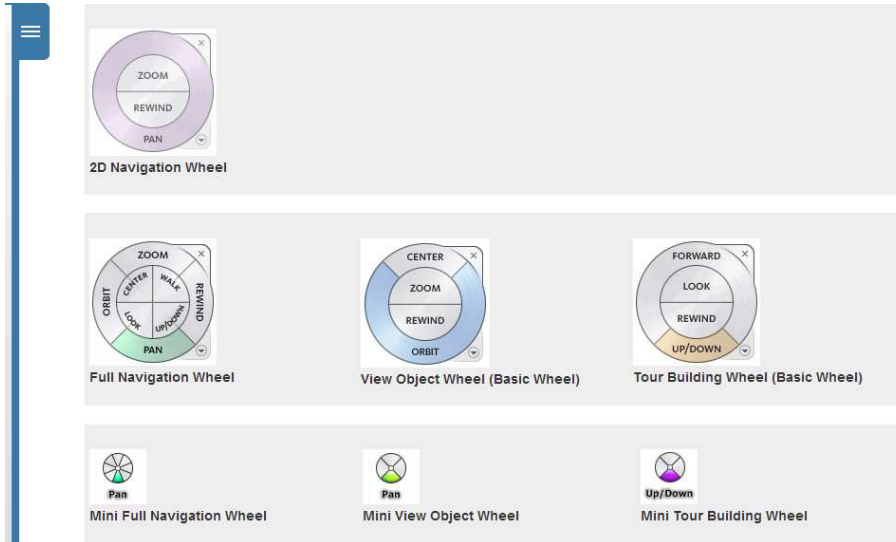 ZOOM
REWIND
PAN
2D Navigation Wheel
ZOOM
ORBIT
CENTER
WALK
REWIND
LOOK
UP/DOWN
PAN
Full Navigation Wheel
CENTER
ZOOM
REWIND
ORBIT
View Object Wheel (Basic Wheel)
FORWARD
LOOK
REWIND
UP/DOWN
Tour Building Wheel (Basic Wheel)
Pan
Mini Full Navigation Wheel
Pan
Mini View Object Wheel
Up/Down
Mini Tour Building Wheel